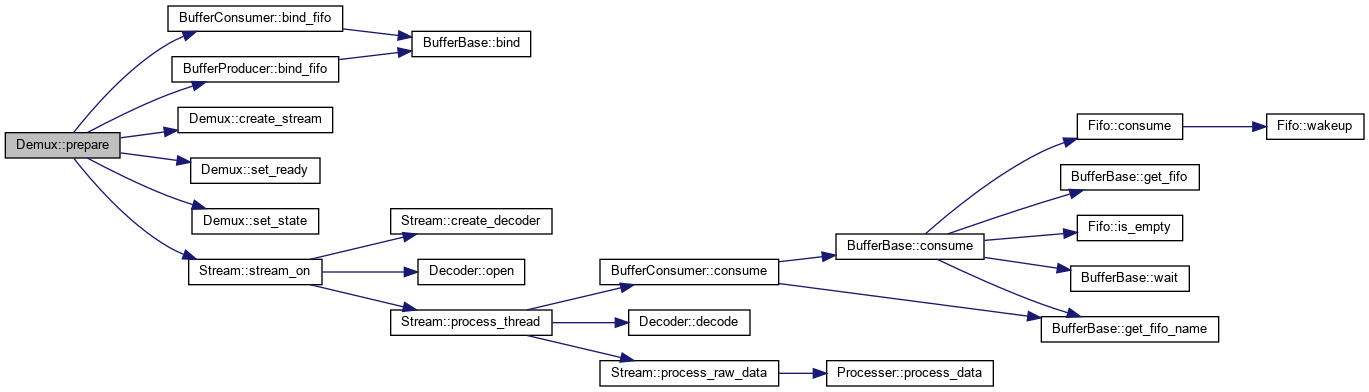 Demux::prepare
BufferConsumer::bind_fifo
BufferProducer::bind_fifo
BufferBase::bind
Demux::create_stream
Demux::set_ready
Demux::set_state
Stream::stream_on
Stream::create_decoder
Decoder::open
Stream::process_thread
BufferConsumer::consume
Decoder::decode
Stream::process_raw_data
Processer::process_data
BufferBase::consume
Fifo::consume
Fifo::wakeup
BufferBase::get_fifo
Fifo::is_empty
BufferBase::wait
BufferBase::get_fifo_name